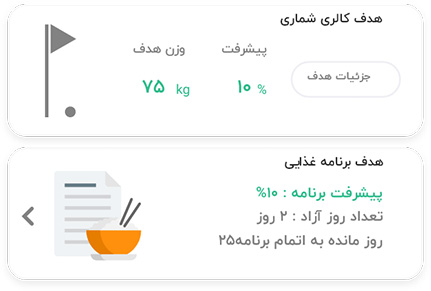 هدف کالری شماری
پیشرفت
وزن هدف
جزئیات هدف
۱۰ %
۷۵ kg
هدف برنامه غذایی
پیشرفت برنامه : ۱۰%
تعداد روز آزاد : ۲ روز
روز مانده به اتمام برنامه۲۵